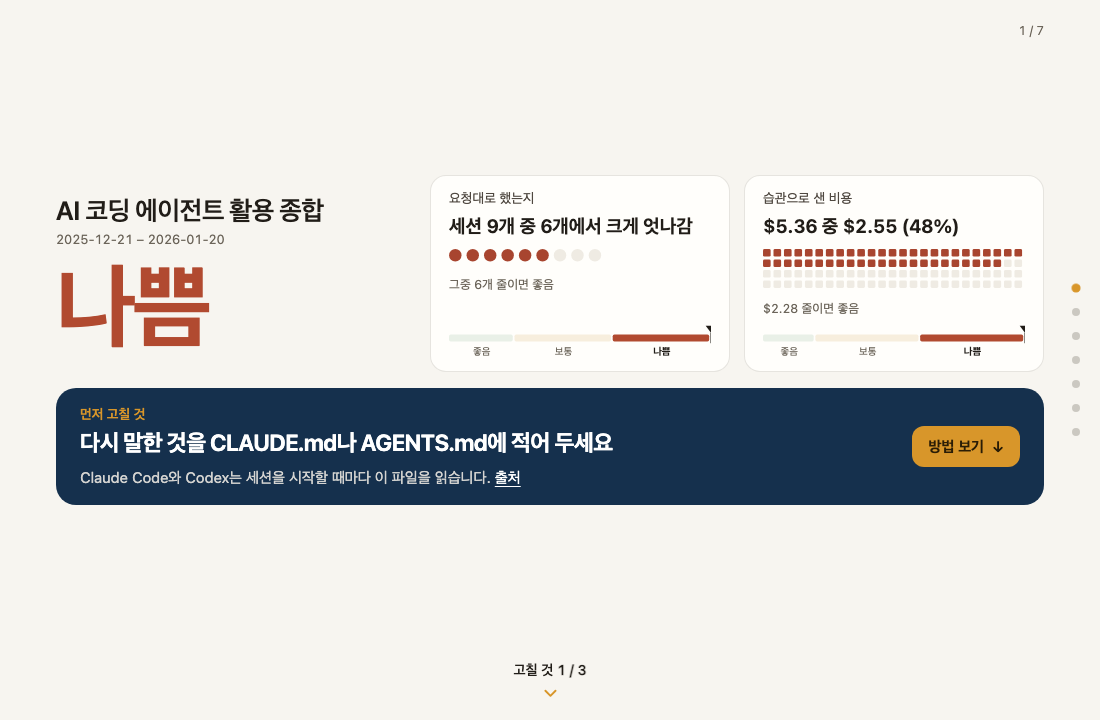 1 / 7
AI 코딩 에이전트 활용 종합
2025-12-21 – 2026-01-20
나쁨
요청대로 했는지
세션 9개 중 6개에서 크게 엇나감
그중 6개 줄이면 좋음
좋음 보통 나쁨
습관으로 샌 비용
$5.36 중 $2.55 (48%)
$2.28 줄이면 좋음
좋음 보통 나쁨
먼저 고칠 것
다시 말한 것을 CLAUDE.md나 AGENTS.md에 적어 두세요
Claude Code와 Codex는 세션을 시작할 때마다 이 파일을 읽습니다. 출처
방법 보기 ↓
고칠 것 1 / 3